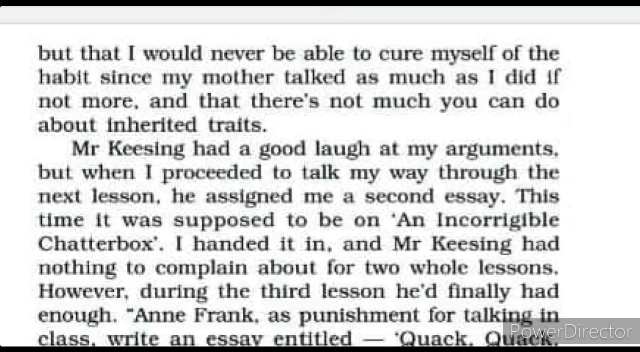 but that I would never be able to cure myself of the
habit since my mother talked as much as I did if
not more, and that there's not much you can do
about inherited traits.
Mr Keesing had a good laugh at my arguments,
but when I proceeded to talk my way through the
next lesson, he assigned me a second essay. This
time it was supposed to be on 'An Incorrigible
Chatterbox'. I handed it in, and Mr Keesing had
nothing to complain about for two whole lessons.
However, during the third lesson he'd finally had
enough. "Anne Frank, as punishment for talking in
class, write an essay entitled — 'Quack, Quack,
PowerDirector